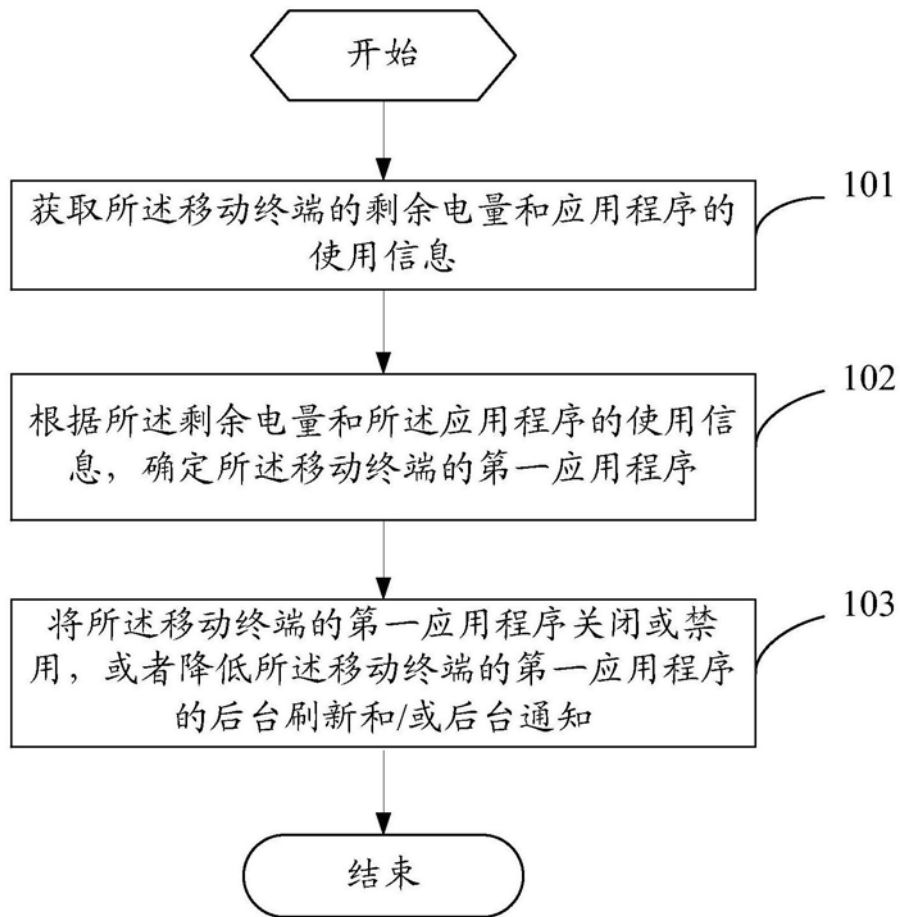 开始
101
获取所述移动终端的剩余电量和应用程序的
使用信息
102
根据所述剩余电量和所述应用程序的使用信
息，确定所述移动终端的第一应用程序
103
将所述移动终端的第一应用程序关闭或禁
用，或者降低所述移动终端的第一应用程序
的后台刷新和/或后台通知
结束